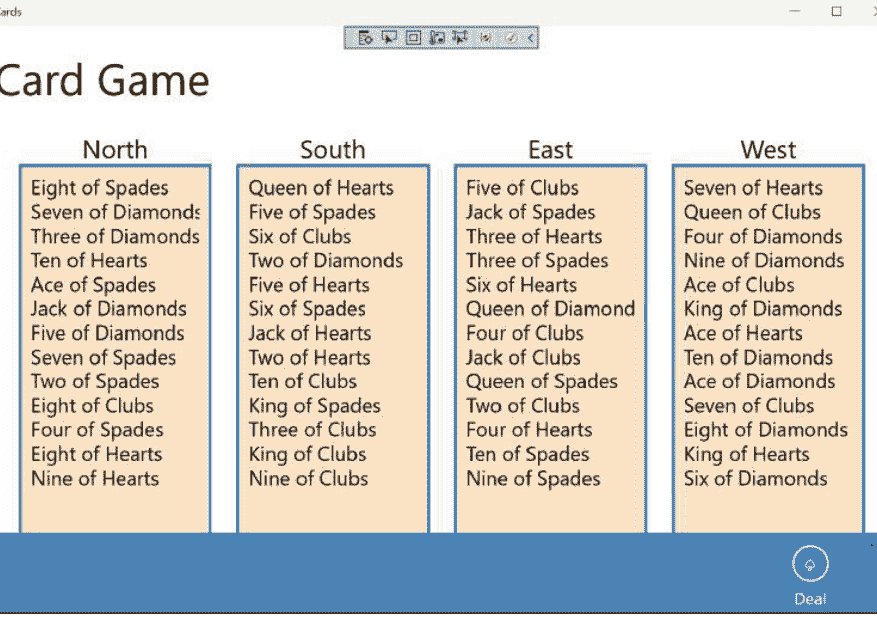 ards
Card Game
North
Eight of Spades
Seven of Diamonds
Three of Diamonds
Ten of Hearts
Ace of Spades
Jack of Diamonds
Five of Diamonds
Seven of Spades
Two of Spades
Eight of Clubs
Four of Spades
Eight of Hearts
Nine of Hearts
South
Queen of Hearts
Five of Spades
Six of Clubs
Two of Diamonds
Five of Hearts
Six of Spades
Jack of Hearts
Two of Hearts
Ten of Clubs
King of Spades
Three of Clubs
King of Clubs
Nine of Clubs
East
Five of Clubs
Jack of Spades
Three of Hearts
Three of Spades
Six of Hearts
Queen of Diamond
Four of Clubs
Jack of Clubs
Queen of Spades
Two of Clubs
Four of Hearts
Ten of Spades
Nine of Spades
West
Seven of Hearts
Queen of Clubs
Four of Diamonds
Nine of Diamonds
Ace of Clubs
King of Diamonds
Ace of Hearts
Ten of Diamonds
Ace of Diamonds
Seven of Clubs
Eight of Diamonds
King of Hearts
Six of Diamonds
Deal